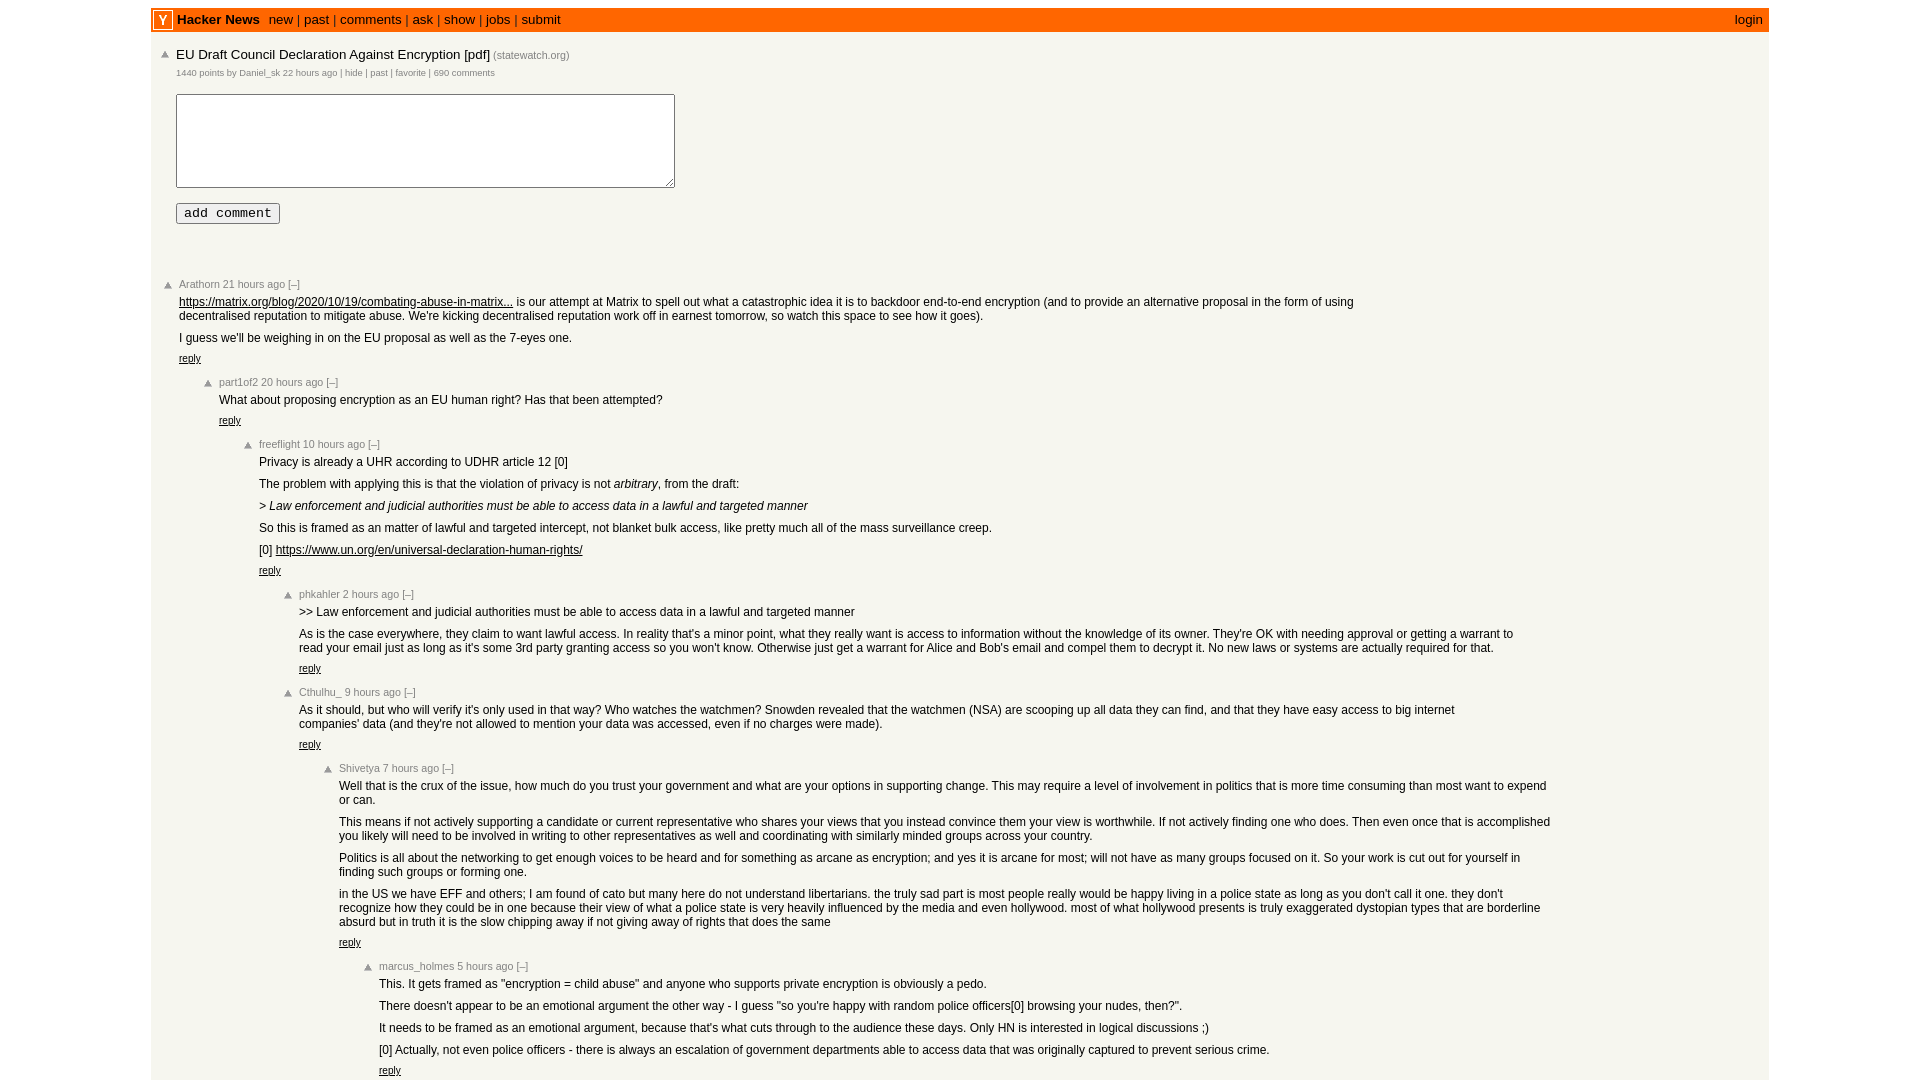 Y Hacker News new | past | comments | ask | show | jobs | submit login
EU Draft Council Declaration Against Encryption [pdf] (statewatch.org)
1440 points by Daniel_sk 22 hours ago | hide | past | favorite | 690 comments
add comment
Arathorn 21 hours ago [–]
https://matrix.org/blog/2020/10/19/combating-abuse-in-matrix... is our attempt at Matrix to spell out what a catastrophic idea it is to backdoor end-to-end encryption (and to provide an alternative proposal in the form of using
decentralised reputation to mitigate abuse. We're kicking decentralised reputation work off in earnest tomorrow, so watch this space to see how it goes).
I guess we'll be weighing in on the EU proposal as well as the 7-eyes one.
reply
part1of2 20 hours ago [–]
What about proposing encryption as an EU human right? Has that been attempted?
reply
freeflight 10 hours ago [–]
Privacy is already a UHR according to UDHR article 12 [0]
The problem with applying this is that the violation of privacy is not arbitrary, from the draft:
> Law enforcement and judicial authorities must be able to access data in a lawful and targeted manner
So this is framed as an matter of lawful and targeted intercept, not blanket bulk access, like pretty much all of the mass surveillance creep.
[0] https://www.un.org/en/universal-declaration-human-rights/
reply
phkahler 2 hours ago [–]
>> Law enforcement and judicial authorities must be able to access data in a lawful and targeted manner
As is the case everywhere, they claim to want lawful access. In reality that's a minor point, what they really want is access to information without the knowledge of its owner. They're OK with needing approval or getting a warrant to
read your email just as long as it's some 3rd party granting access so you won't know. Otherwise just get a warrant for Alice and Bob's email and compel them to decrypt it. No new laws or systems are actually required for that.
reply
Cthulhu_ 9 hours ago [–]
As it should, but who will verify it's only used in that way? Who watches the watchmen? Snowden revealed that the watchmen (NSA) are scooping up all data they can find, and that they have easy access to big internet
companies' data (and they're not allowed to mention your data was accessed, even if no charges were made).
reply
Shivetya 7 hours ago [–]
Well that is the crux of the issue, how much do you trust your government and what are your options in supporting change. This may require a level of involvement in politics that is more time consuming than most want to expend
or can.
This means if not actively supporting a candidate or current representative who shares your views that you instead convince them your view is worthwhile. If not actively finding one who does. Then even once that is accomplished
you likely will need to be involved in writing to other representatives as well and coordinating with similarly minded groups across your country.
Politics is all about the networking to get enough voices to be heard and for something as arcane as encryption; and yes it is arcane for most; will not have as many groups focused on it. So your work is cut out for yourself in
finding such groups or forming one.
in the US we have EFF and others; I am found of cato but many here do not understand libertarians. the truly sad part is most people really would be happy living in a police state as long as you don't call it one. they don't
recognize how they could be in one because their view of what a police state is very heavily influenced by the media and even hollywood. most of what hollywood presents is truly exaggerated dystopian types that are borderline
absurd but in truth it is the slow chipping away if not giving away of rights that does the same
reply
marcus_holmes 5 hours ago [–]
This. It gets framed as "encryption = child abuse" and anyone who supports private encryption is obviously a pedo.
There doesn't appear to be an emotional argument the other way - I guess "so you're happy with random police officers[0] browsing your nudes, then?".
It needs to be framed as an emotional argument, because that's what cuts through to the audience these days. Only HN is interested in logical discussions ;)
[0] Actually, not even police officers - there is always an escalation of government departments able to access data that was originally captured to prevent serious crime.
reply